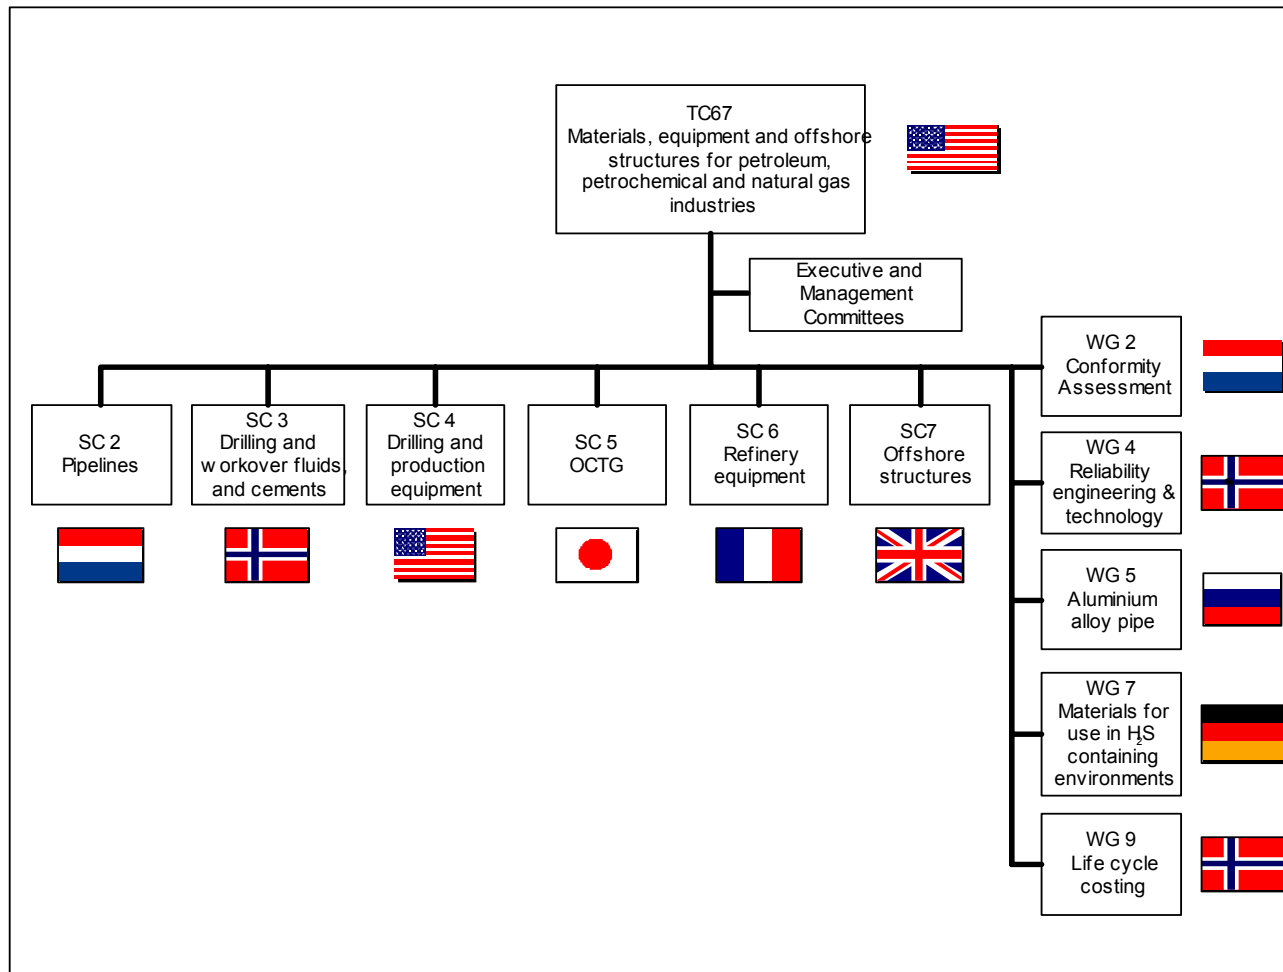 TC67
Materials, equipment and offshore
structures for petroleum,
petrochemical and natural gas
industries
Executive and
Management
Committees
SC 2
Pipelines
SC 3
Drilling and
workover fluids,
and cements
SC 4
Drilling and
production
equipment
SC 5
OCTG
SC 6
Refinery
equipment
SC7
Offshore
structures
WG 2
Conformity
Assessment
WG 4
Reliability
engineering &
technology
WG 5
Aluminium
alloy pipe
WG 7
Materials for
use in H₂S
containing
environments
WG 9
Life cycle
costing